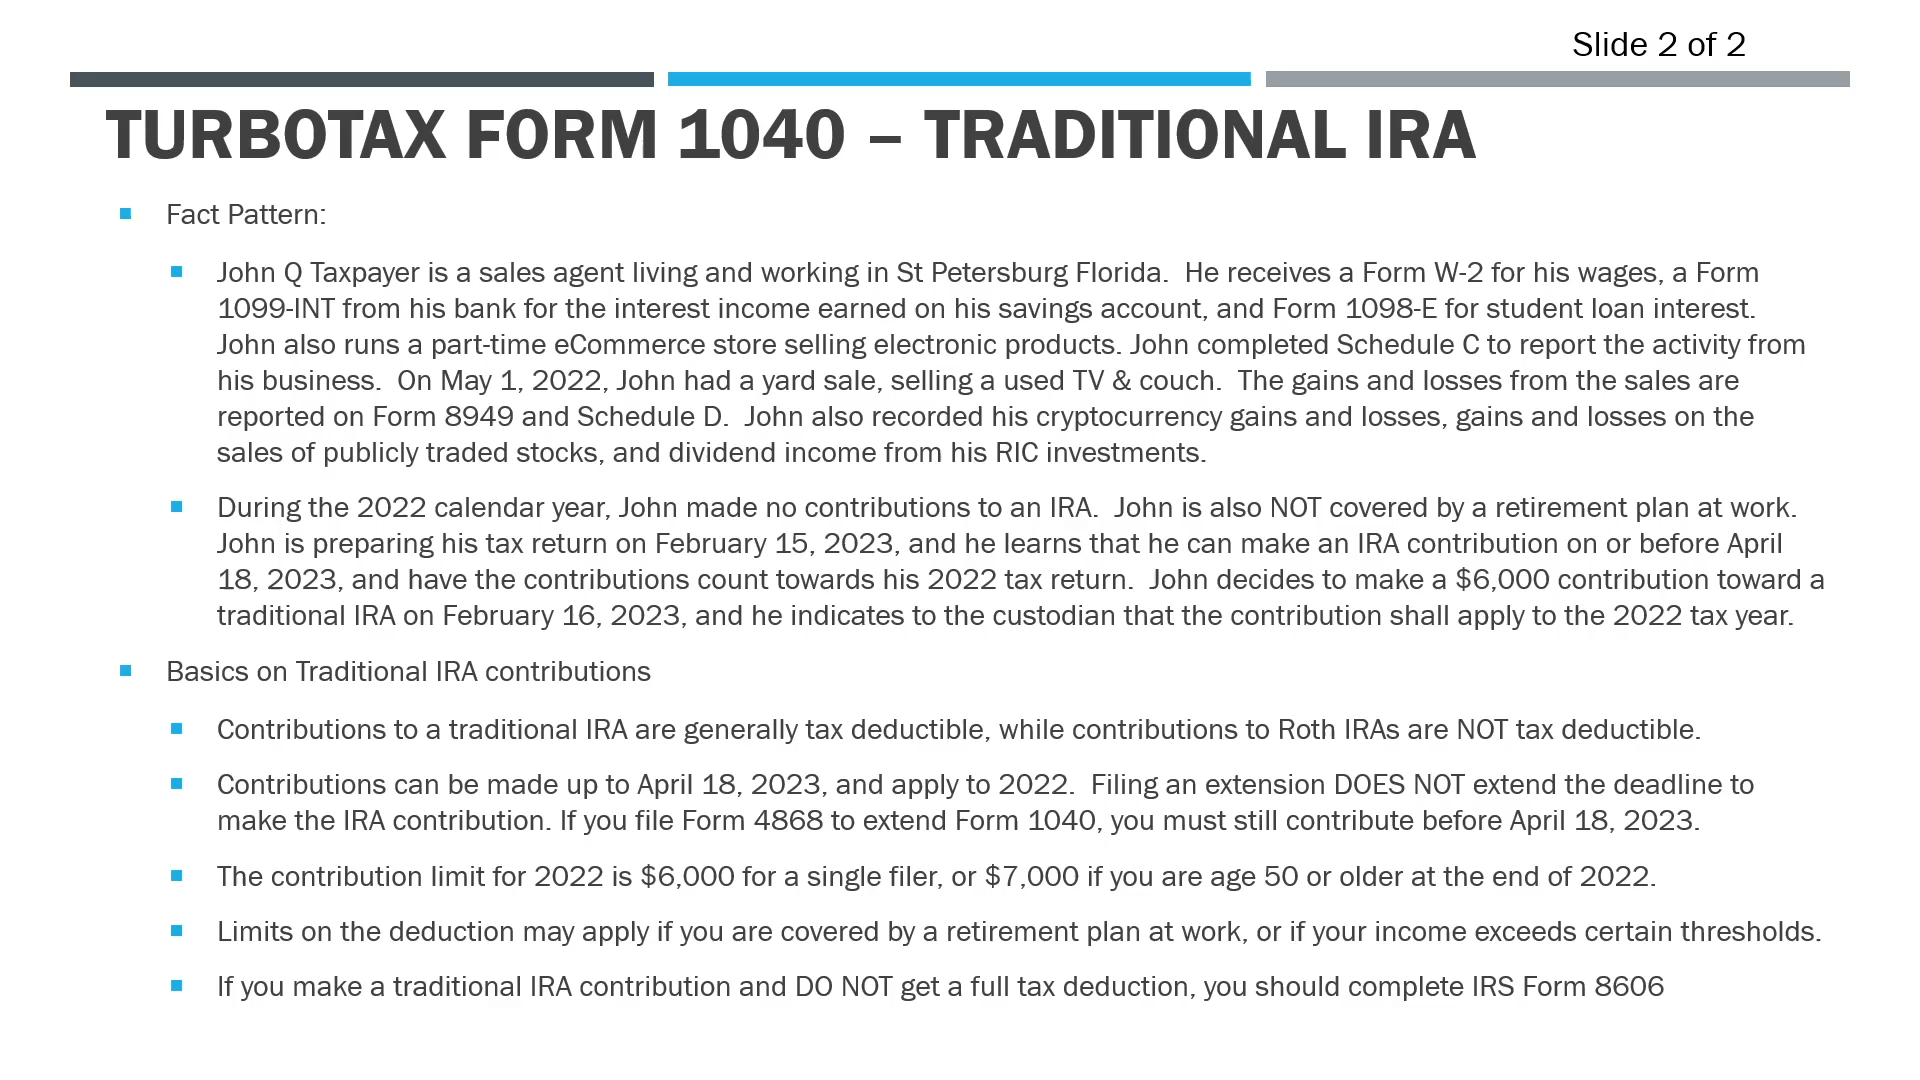 Slide 2 of 2
TURBOTAX FORM 1040 – TRADITIONAL IRA
Fact Pattern:
John Q Taxpayer is a sales agent living and working in St Petersburg Florida.  He receives a Form W-2 for his wages, a Form
1099-INT from his bank for the interest income earned on his savings account, and Form 1098-E for student loan interest.
John also runs a part-time eCommerce store selling electronic products. John completed Schedule C to report the activity from
his business.  On May 1, 2022, John had a yard sale, selling a used TV & couch.  The gains and losses from the sales are
reported on Form 8949 and Schedule D.  John also recorded his cryptocurrency gains and losses, gains and losses on the
sales of publicly traded stocks, and dividend income from his RIC investments.
During the 2022 calendar year, John made no contributions to an IRA.  John is also NOT covered by a retirement plan at work.
John is preparing his tax return on February 15, 2023, and he learns that he can make an IRA contribution on or before April
18, 2023, and have the contributions count towards his 2022 tax return.  John decides to make a $6,000 contribution toward a
traditional IRA on February 16, 2023, and he indicates to the custodian that the contribution shall apply to the 2022 tax year.
Basics on Traditional IRA contributions
Contributions to a traditional IRA are generally tax deductible, while contributions to Roth IRAs are NOT tax deductible.
Contributions can be made up to April 18, 2023, and apply to 2022.  Filing an extension DOES NOT extend the deadline to
make the IRA contribution. If you file Form 4868 to extend Form 1040, you must still contribute before April 18, 2023.
The contribution limit for 2022 is $6,000 for a single filer, or $7,000 if you are age 50 or older at the end of 2022.
Limits on the deduction may apply if you are covered by a retirement plan at work, or if your income exceeds certain thresholds.
If you make a traditional IRA contribution and DO NOT get a full tax deduction, you should complete IRS Form 8606